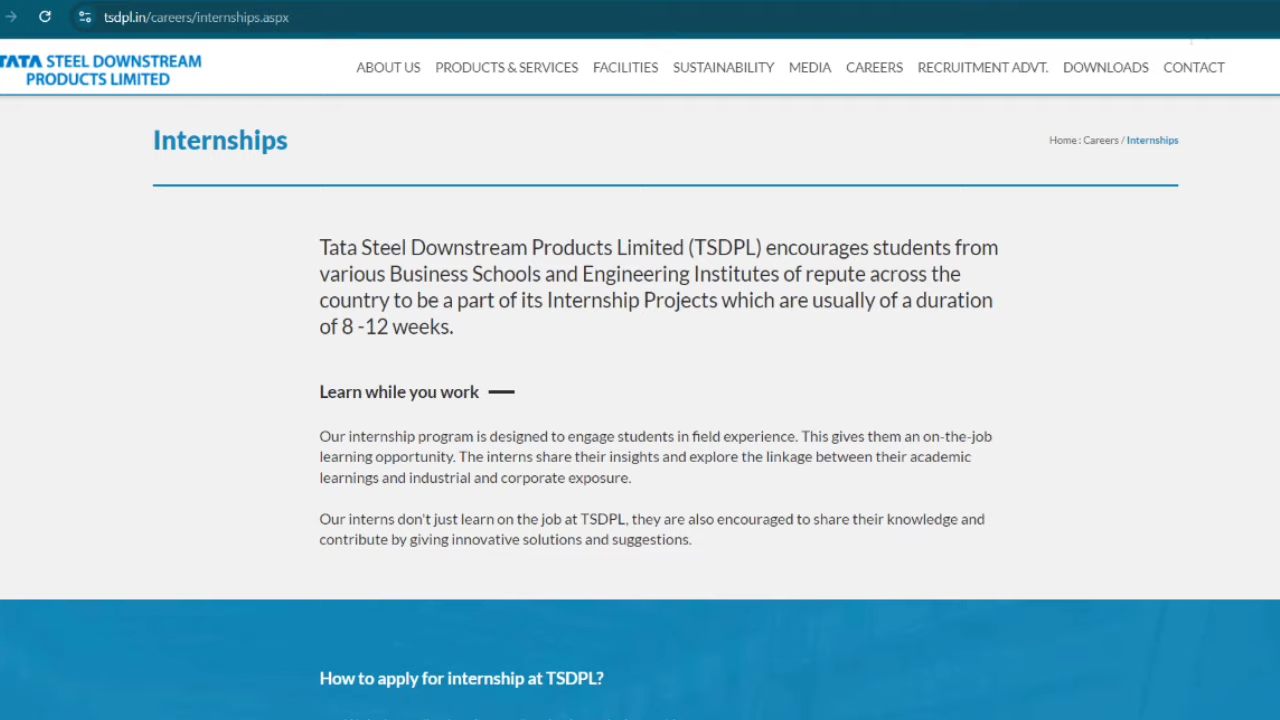 tsdpl.in/careers/internships.aspx
TATA STEEL DOWNSTREAM
PRODUCTS LIMITED
ABOUT US PRODUCTS & SERVICES FACILITIES SUSTAINABILITY MEDIA CAREERS RECRUITMENT ADVT. DOWNLOADS CONTACT
Internships
Home : Careers / Internships
Tata Steel Downstream Products Limited (TSDPL) encourages students from
various Business Schools and Engineering Institutes of repute across the
country to be a part of its Internship Projects which are usually of a duration
of 8 -12 weeks.
Learn while you work
Our internship program is designed to engage students in field experience. This gives them an on-the-job
learning opportunity. The interns share their insights and explore the linkage between their academic
learnings and industrial and corporate exposure.
Our interns don't just learn on the job at TSDPL, they are also encouraged to share their knowledge and
contribute by giving innovative solutions and suggestions.
How to apply for internship at TSDPL?